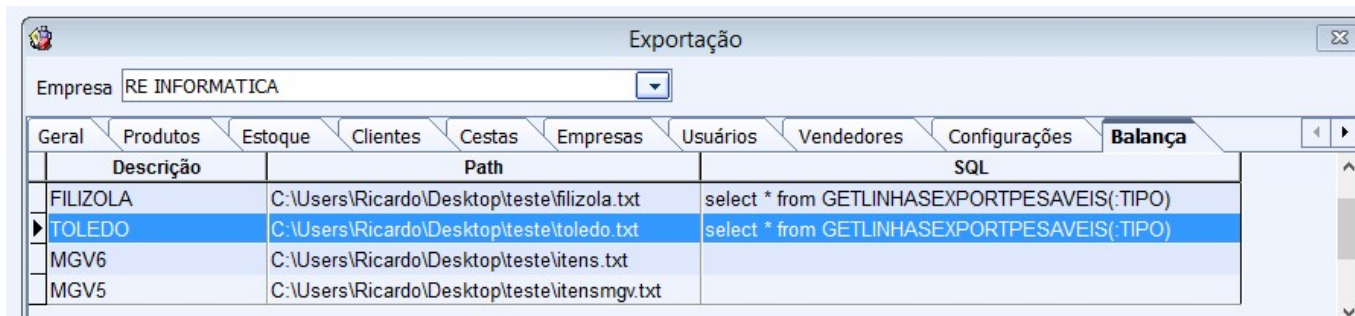 Exportação
Empresa RE INFORMATICA
Geral Produtos Estoque Clientes Cestas Empresas Usuários Vendedores Configurações Balança
Descrição Path SQL
FILIZOLA C:\Users\Ricardo\Desktop\teste\filizola.txt select * from GETLINHASEXPORTPESAVEIS(:TIPO)
TOLEDO C:\Users\Ricardo\Desktop\teste\toledo.txt select * from GETLINHASEXPORTPESAVEIS(:TIPO)
MGV6 C:\Users\Ricardo\Desktop\teste\itens.txt
MGV5 C:\Users\Ricardo\Desktop\teste\itensmgv.txt